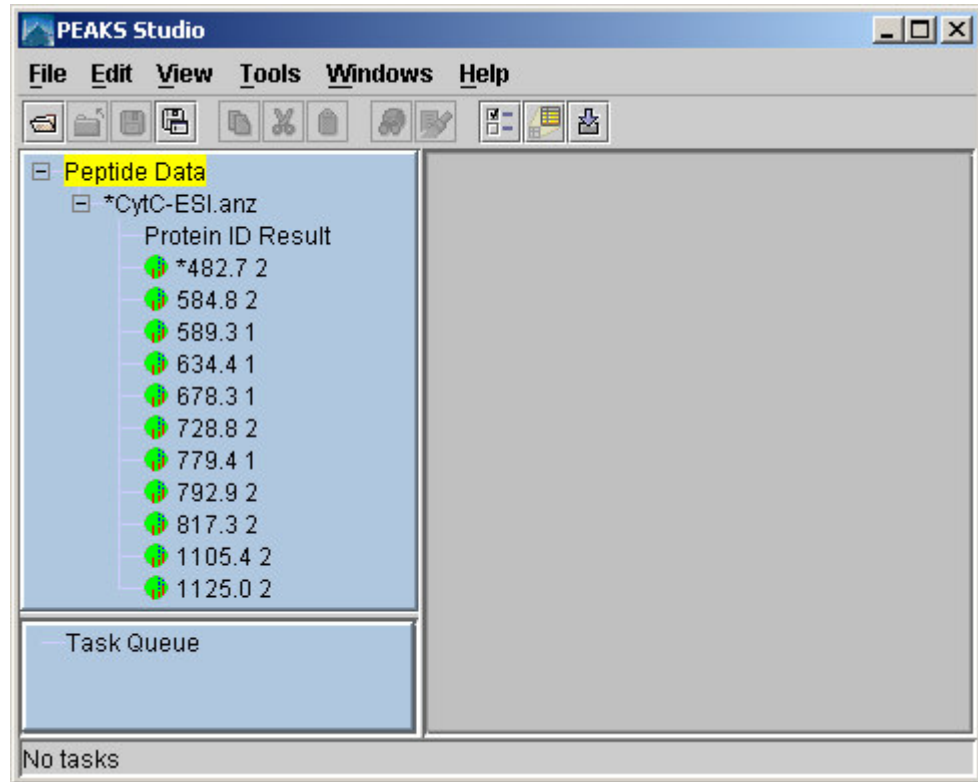 PEAKS Studio
File Edit View Tools Windows Help
Peptide Data
*CytC-ESI.anz
Protein ID Result
*482.7 2
584.8 2
589.3 1
634.4 1
678.3 1
728.8 2
779.4 1
792.9 2
817.3 2
1105.4 2
1125.0 2
Task Queue
No tasks